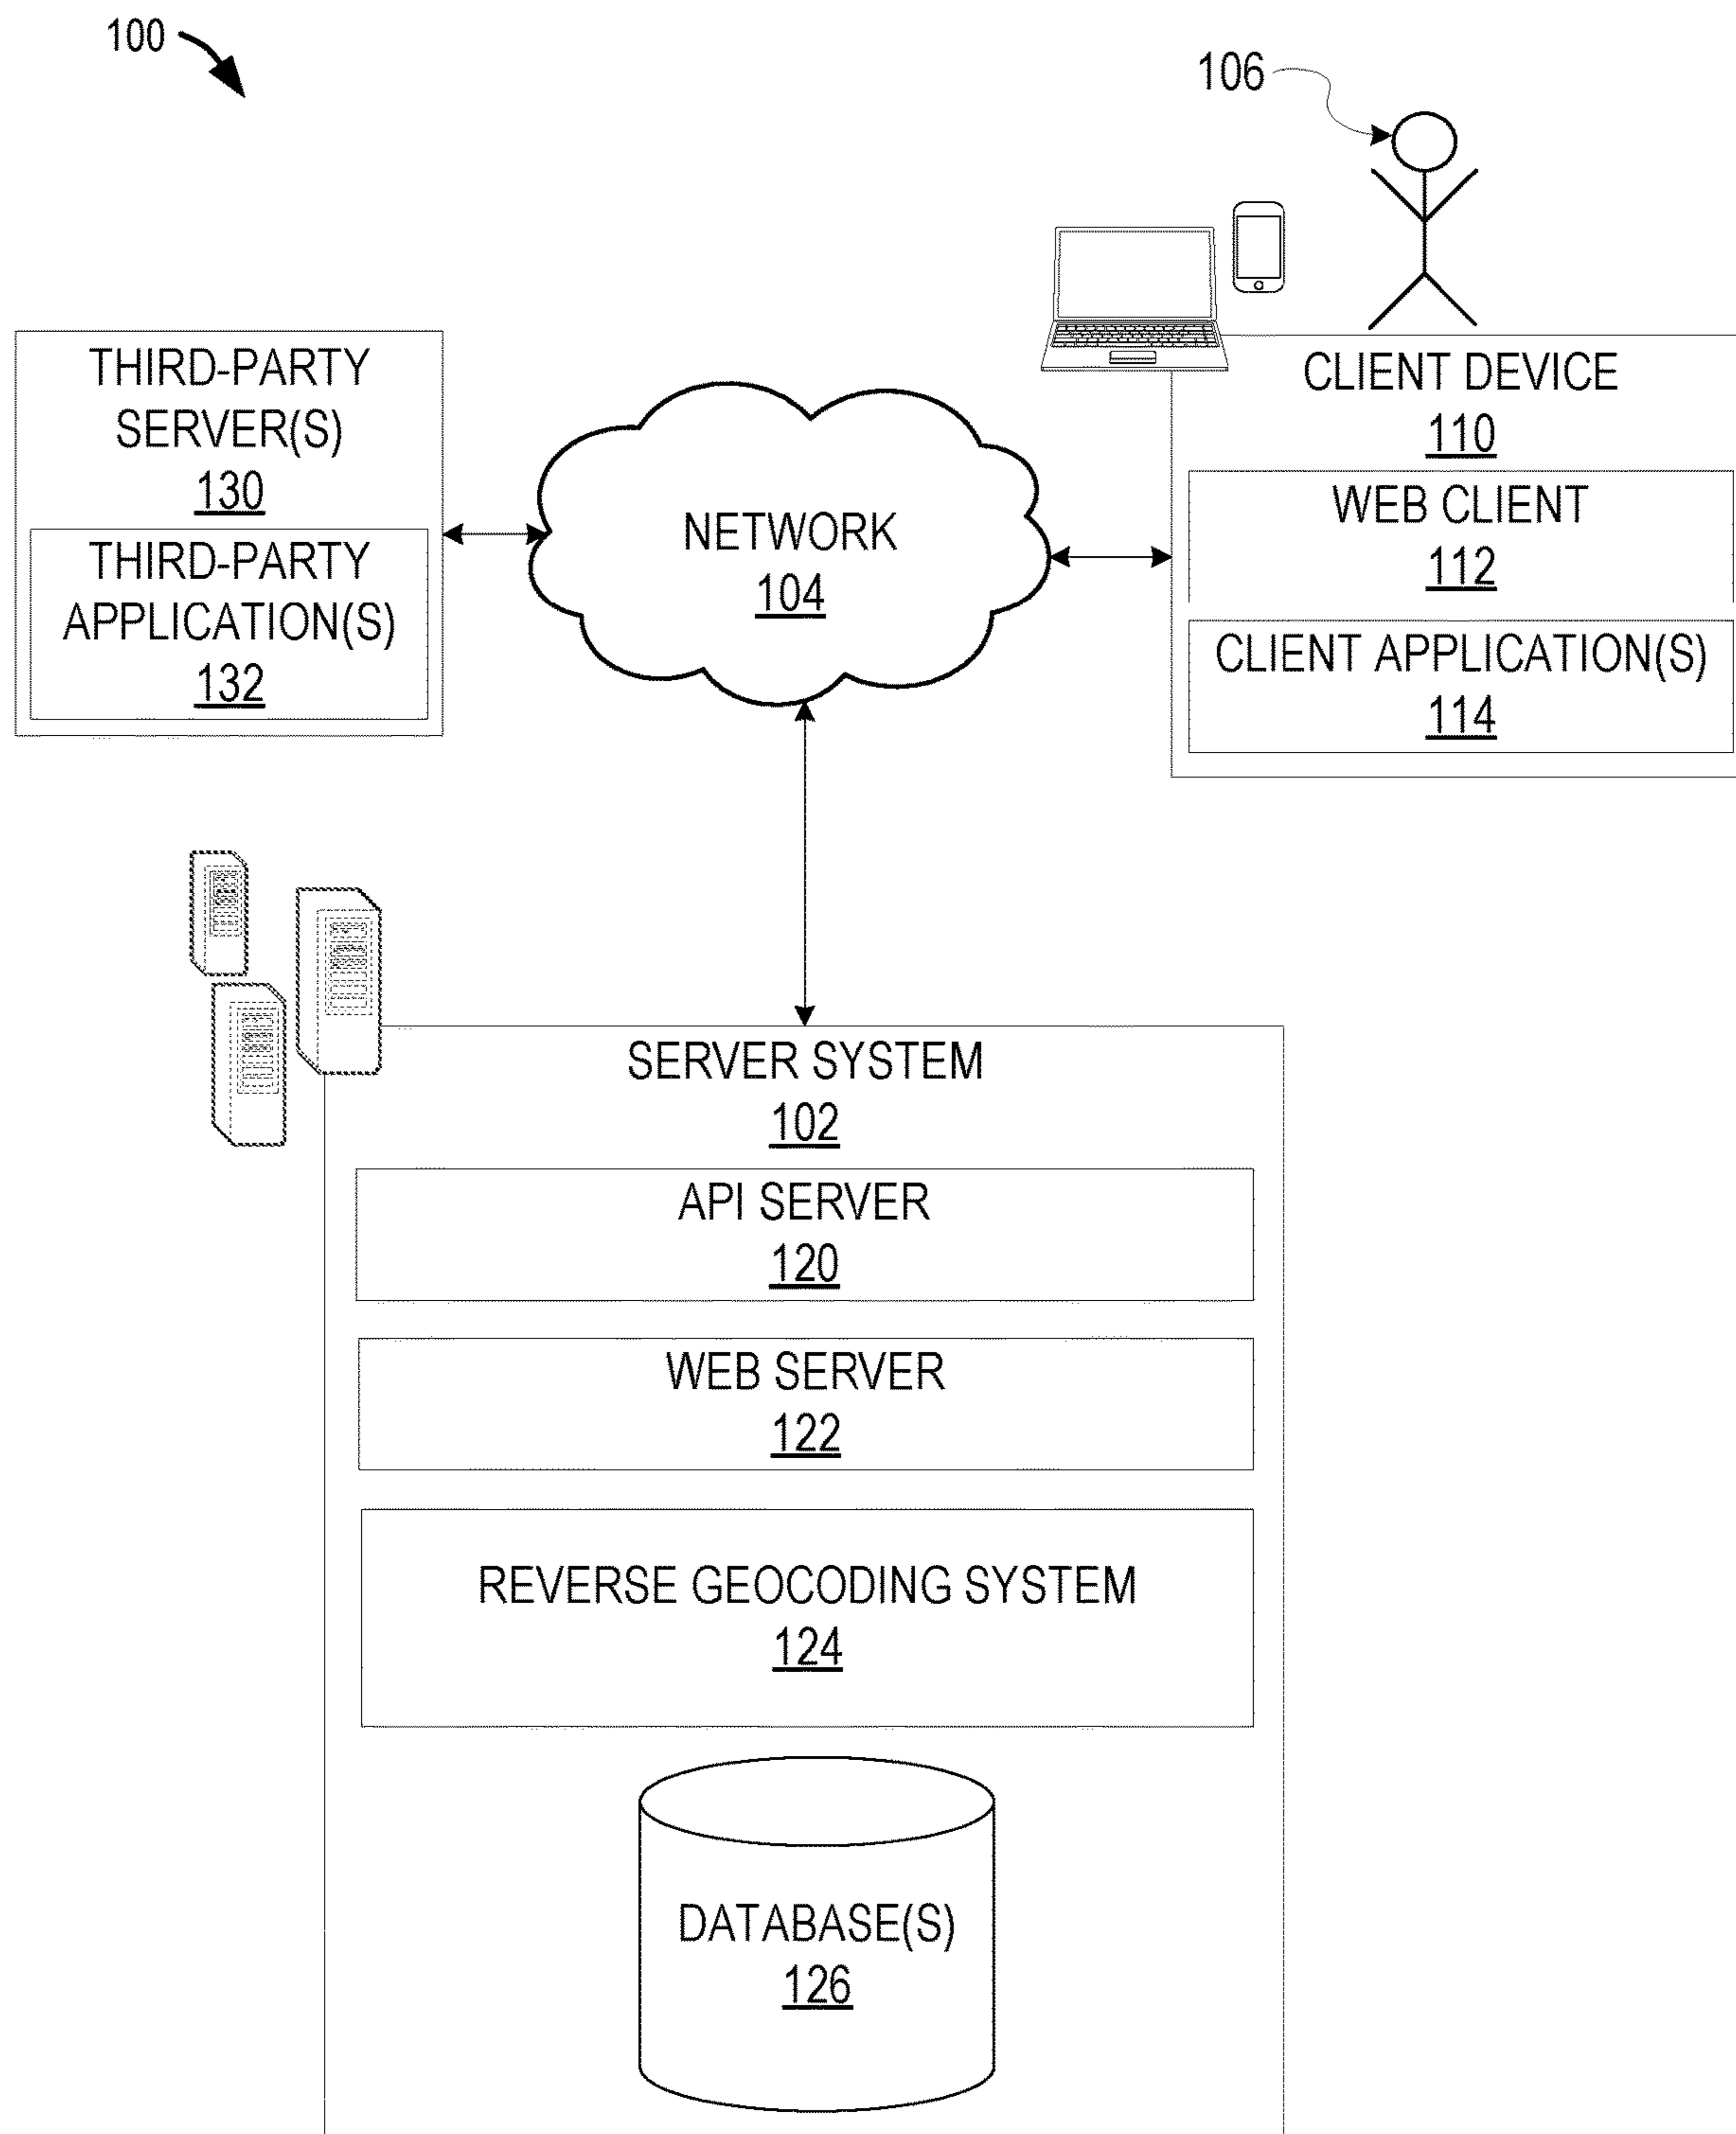 100
106
THIRD-PARTY
SERVER(S)
130
THIRD-PARTY
APPLICATION(S)
132
NETWORK
104
CLIENT DEVICE
110
WEB CLIENT
112
CLIENT APPLICATION(S)
114
SERVER SYSTEM
102
API SERVER
120
WEB SERVER
122
REVERSE GEOCODING SYSTEM
124
DATABASE(S)
126